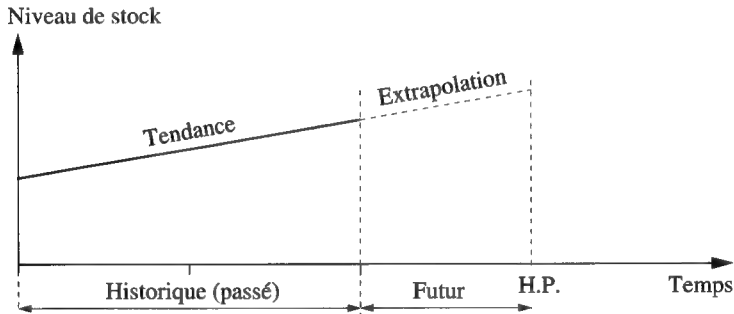 Niveau de stock
Extrapolation
Tendance
H.P.
Temps
Historique (passé)
Futur